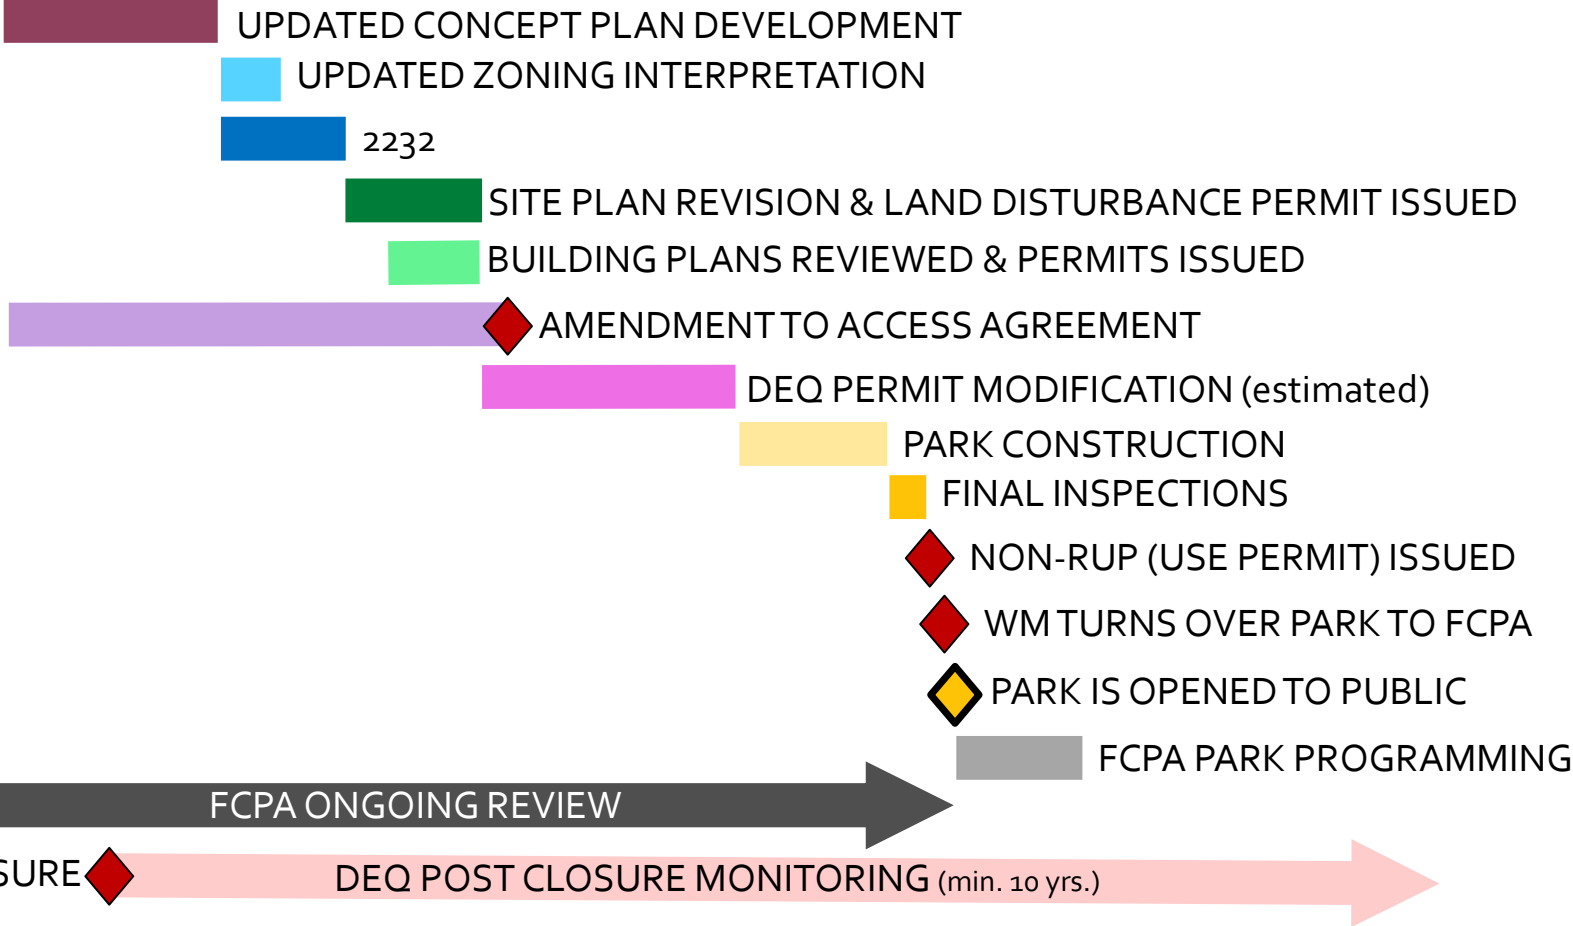 UPDATED CONCEPT PLAN DEVELOPMENT
UPDATED ZONING INTERPRETATION
2232
SITE PLAN REVISION & LAND DISTURBANCE PERMIT ISSUED
BUILDING PLANS REVIEWED & PERMITS ISSUED
AMENDMENT TO ACCESS AGREEMENT
DEQ PERMIT MODIFICATION (estimated)
PARK CONSTRUCTION
FINAL INSPECTIONS
NON-RUP (USE PERMIT) ISSUED
WM TURNS OVER PARK TO FCPA
PARK IS OPENED TO PUBLIC
FCPA PARK PROGRAMMING
FCPA ONGOING REVIEW
SURE DEQ POST CLOSURE MONITORING (min. 10 yrs.)